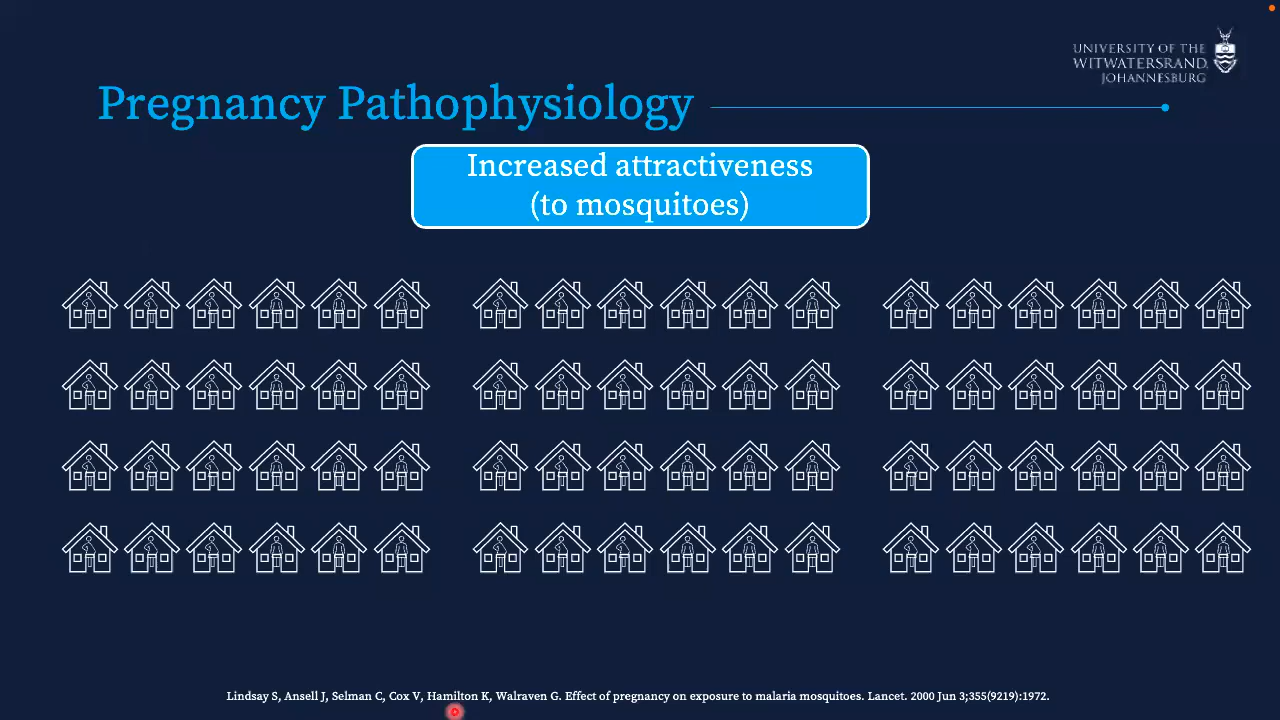 UNIVERSITY OF THE
WITWATERSRAND,
JOHANNESBURG
Pregnancy Pathophysiology
Increased attractiveness
(to mosquitoes)
Lindsay S, Ansell J, Selman C, Cox V, Hamilton K, Walraven G. Effect of pregnancy on exposure to malaria mosquitoes. Lancet. 2000 Jun 3;355(9219):1972.